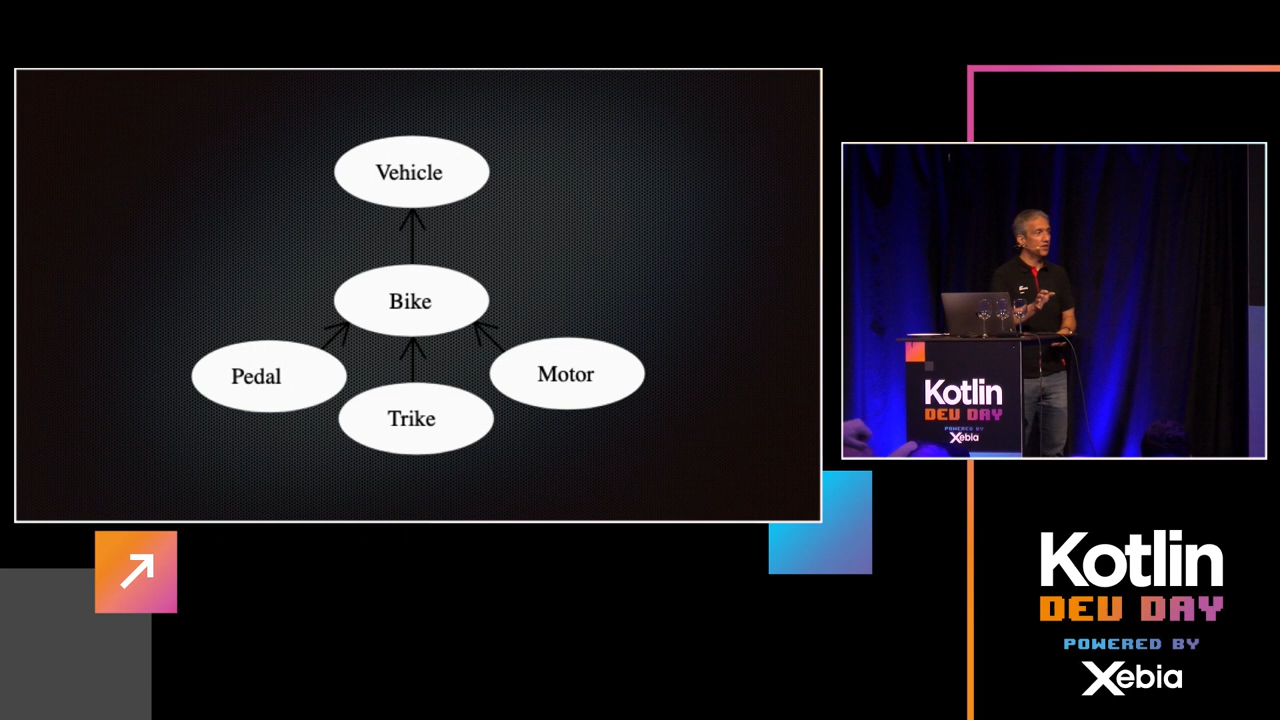 Vehicle
Bike
Pedal
Motor
Trike
Kotlin
DEV DAY
POWERED BY
Xebia
Kotlin
DEV DAY
POWERED BY
Xebia